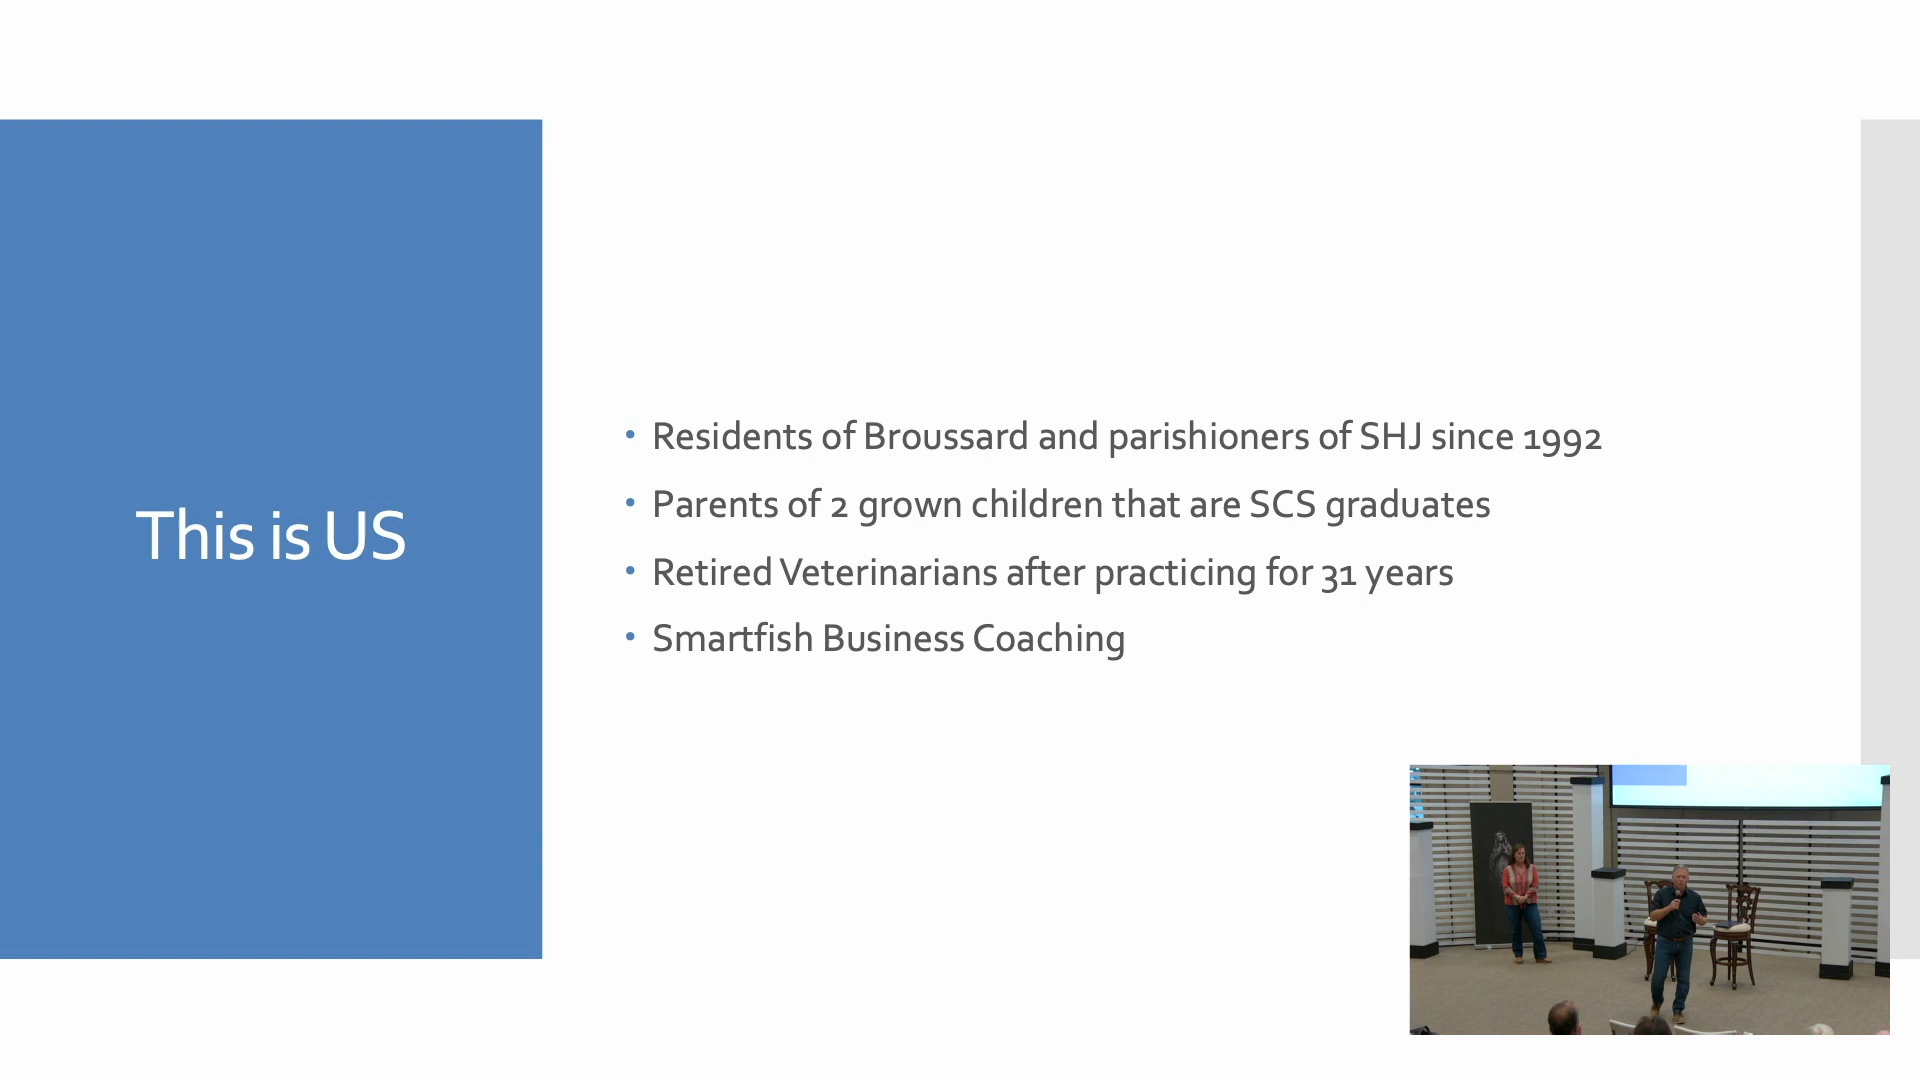 This is US
Residents of Broussard and parishioners of SHJ since 1992
Parents of 2 grown children that are SCS graduates
Retired Veterinarians after practicing for 31 years
Smartfish Business Coaching